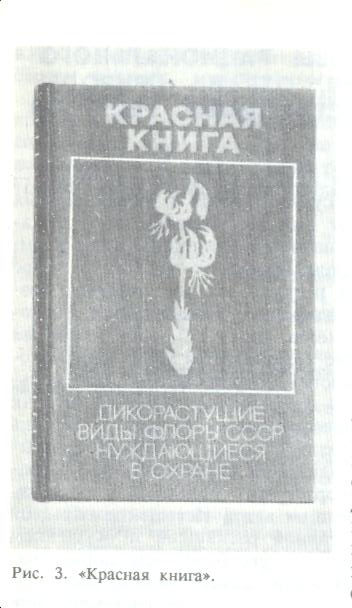 КРАСНАЯ
КНИГА
ДИКОРАСТУЩИЕ
ВИДЫ ФЛОРЫ СССР
НУЖДАЮЩИЕСЯ
В ОХРАНЕ
Рис. 3. «Красная книга».